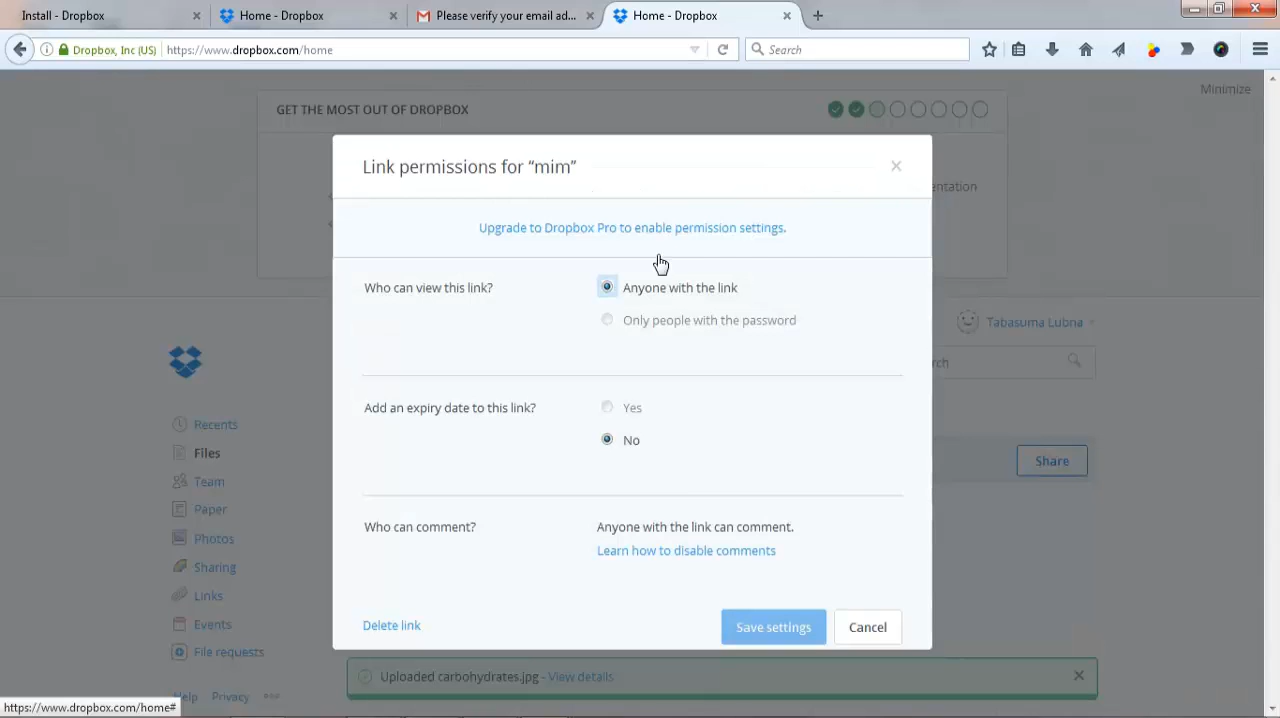 Install - Dropbox
Home - Dropbox
Please verify your email ad...
Home - Dropbox
Dropbox, Inc (US)
https://www.dropbox.com/home
Search
Minimize
GET THE MOST OUT OF DROPBOX
Link permissions for “mim”
entation
Upgrade to Dropbox Pro to enable permission settings.
Who can view this link?
Anyone with the link
Only people with the password
Tabasuma Lubna
rch
Add an expiry date to this link?
Yes
No
Recents
Files
Share
Team
Paper
Who can comment?
Anyone with the link can comment.
Photos
Learn how to disable comments
Sharing
Links
Events
Delete link
Save settings
Cancel
File requests
Uploaded carbohydrates.jpg - View details
Help Privacy
https://www.dropbox.com/home#